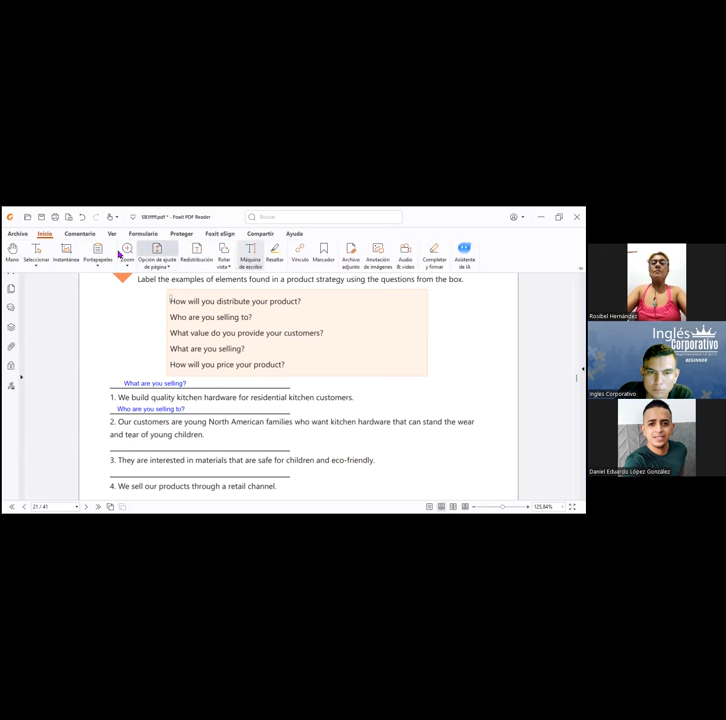 SB3ffff.pdf * - Foxit PDF Reader
Buscar
Archivo Inicio Comentario Ver Formulario Proteger Foxit eSign Compartir Ayuda
Mano Seleccionar Instantánea Portapapeles Zoom Opción de ajuste de página Redistribución Rotar vista Máquina de escribir Resaltar Vínculo Marcador Archivo adjunto Anotación de imágenes Audio & vídeo Completar y firmar Asistente de IA
Label the examples of elements found in a product strategy using the questions from the box.
How will you distribute your product?
Who are you selling to?
What value do you provide your customers?
What are you selling?
How will you price your product?
What are you selling?
1. We build quality kitchen hardware for residential kitchen customers.
Who are you selling to?
2. Our customers are young North American families who want kitchen hardware that can stand the wear
and tear of young children.
3. They are interested in materials that are safe for children and eco-friendly.
4. We sell our products through a retail channel.
21 / 41
125,84%
Rosibel Hernández
Inglés
Corporativo
BEGINNER
Ingles Corporativo
Daniel Eduardo López González